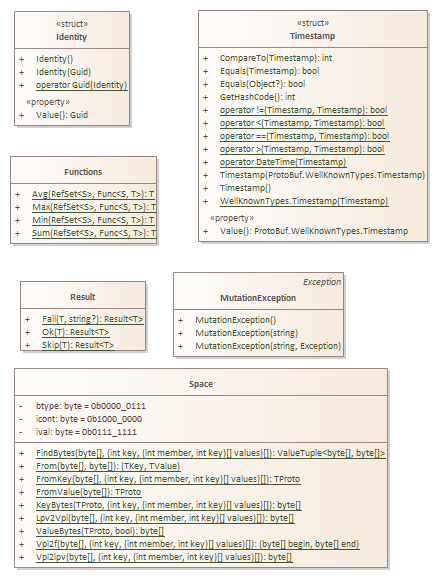 «struct»
Identity
+ Identity()
+ Identity(Guid)
+ operator Guid(Identity)
«property»
+ Value(): Guid
«struct»
Timestamp
+ CompareTo(Timestamp): int
+ Equals(Timestamp): bool
+ Equals(Object?): bool
+ GetHashCode(): int
+ operator !=(Timestamp, Timestamp): bool
+ operator <(Timestamp, Timestamp): bool
+ operator ==(Timestamp, Timestamp): bool
+ operator >(Timestamp, Timestamp): bool
+ operator DateTime(Timestamp)
+ Timestamp(ProtoBuf.WellKnownTypes.Timestamp)
+ Timestamp()
+ WellKnownTypes.Timestamp(Timestamp)
«property»
+ Value(): ProtoBuf.WellKnownTypes.Timestamp
Functions
+ Avg(RefSet<S>, Func<S, T>): T
+ Max(RefSet<S>, Func<S, T>): T
+ Min(RefSet<S>, Func<S, T>): T
+ Sum(RefSet<S>, Func<S, T>): T
Result
+ Fail(T, string?): Result<T>
+ Ok(T): Result<T>
+ Skip(T): Result<T>
Exception
MutationException
+ MutationException()
+ MutationException(string)
+ MutationException(string, Exception)
Space
- btype: byte = 0b0000_0111
- icont: byte = 0b1000_0000
- ival: byte = 0b0111_1111
+ FindBytes(byte[], (int key, (int member, int key)[] values)[]): ValueTuple<byte[], byte[]>
+ From(byte[], byte[]): (TKey, TValue)
+ FromKey(byte[], (int key, (int member, int key)[] values)[]): TProto
+ FromValue(byte[]): TProto
+ KeyBytes(TProto, (int key, (int member, int key)[] values)[]): byte[]
+ Lpv2Vpl(byte[], (int key, (int member, int key)[] values)[]): byte[]
+ ValueBytes(TProto, bool): byte[]
+ Vpl2f(byte[], (int key, (int member, int key)[] values)[]): (byte[] begin, byte[] end)
+ Vpl2lpv(byte[], (int key, (int member, int key)[] values)[]): byte[]